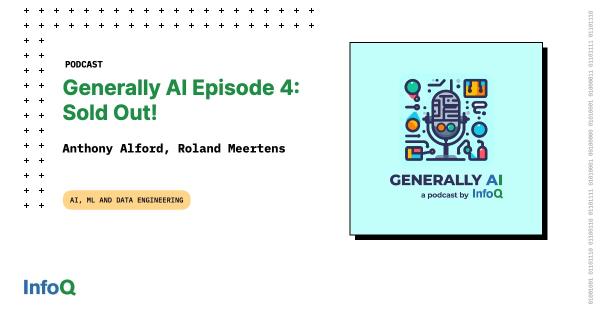 PODCAST
Generally AI Episode 4:
Sold Out!
Anthony Alford, Roland Meertens
AI, ML AND DATA ENGINEERING
GENERALLY AI
a podcast by InfoQ
InfoQ